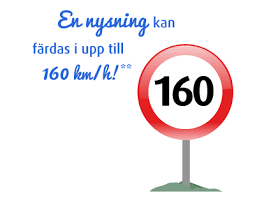 En nysning kan
färdas i upp till
160 km/h!**
160